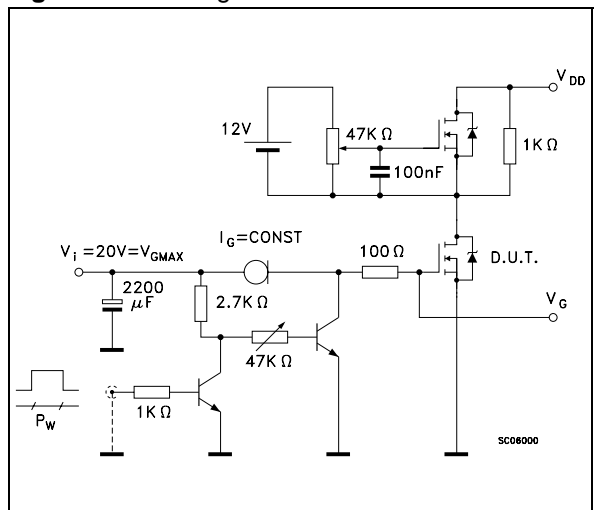 V DD
12V
47K Ω
1K Ω
100nF
I G =CONST
V i =20V=V GMAX
100 Ω
D.U.T.
2200
μF
2.7K Ω
V G
47K Ω
1K Ω
P W
SC06000